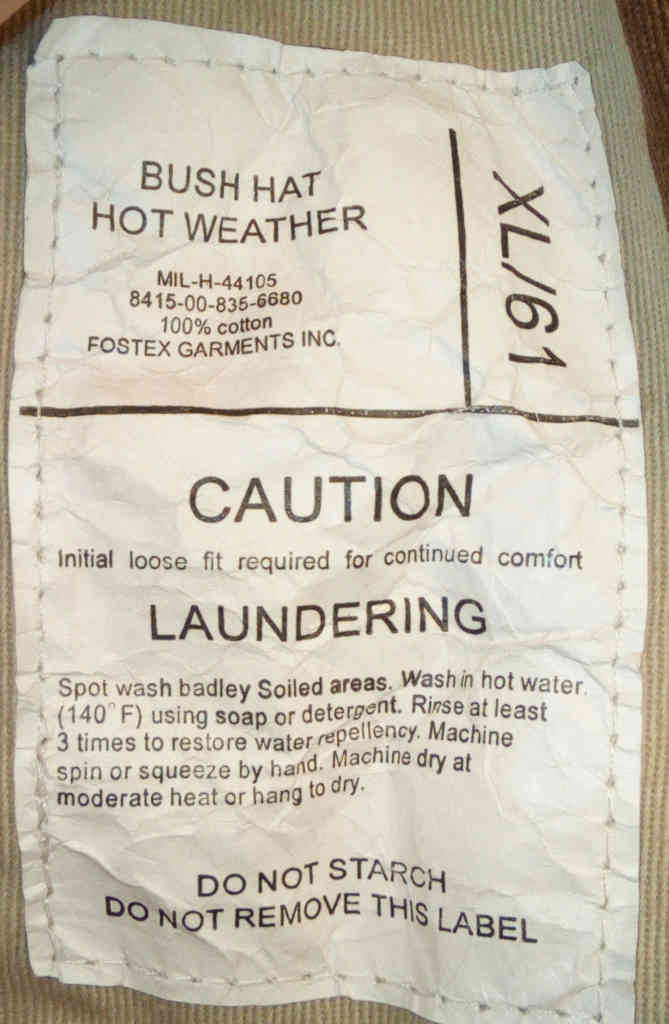 BUSH HAT
HOT WEATHER
MIL-H-44105
8415-00-835-6680
100% cotton
FOSTEX GARMENTS INC.
XL/61
CAUTION
Initial loose fit required for continued comfort
LAUNDERING
Spot wash badley Soiled areas. Wash in hot water.
(140°F) using soap or detergent. Rinse at least
3 times to restore water repellency. Machine
spin or squeeze by hand. Machine dry at
moderate heat or hang to dry.
DO NOT STARCH
DO NOT REMOVE THIS LABEL